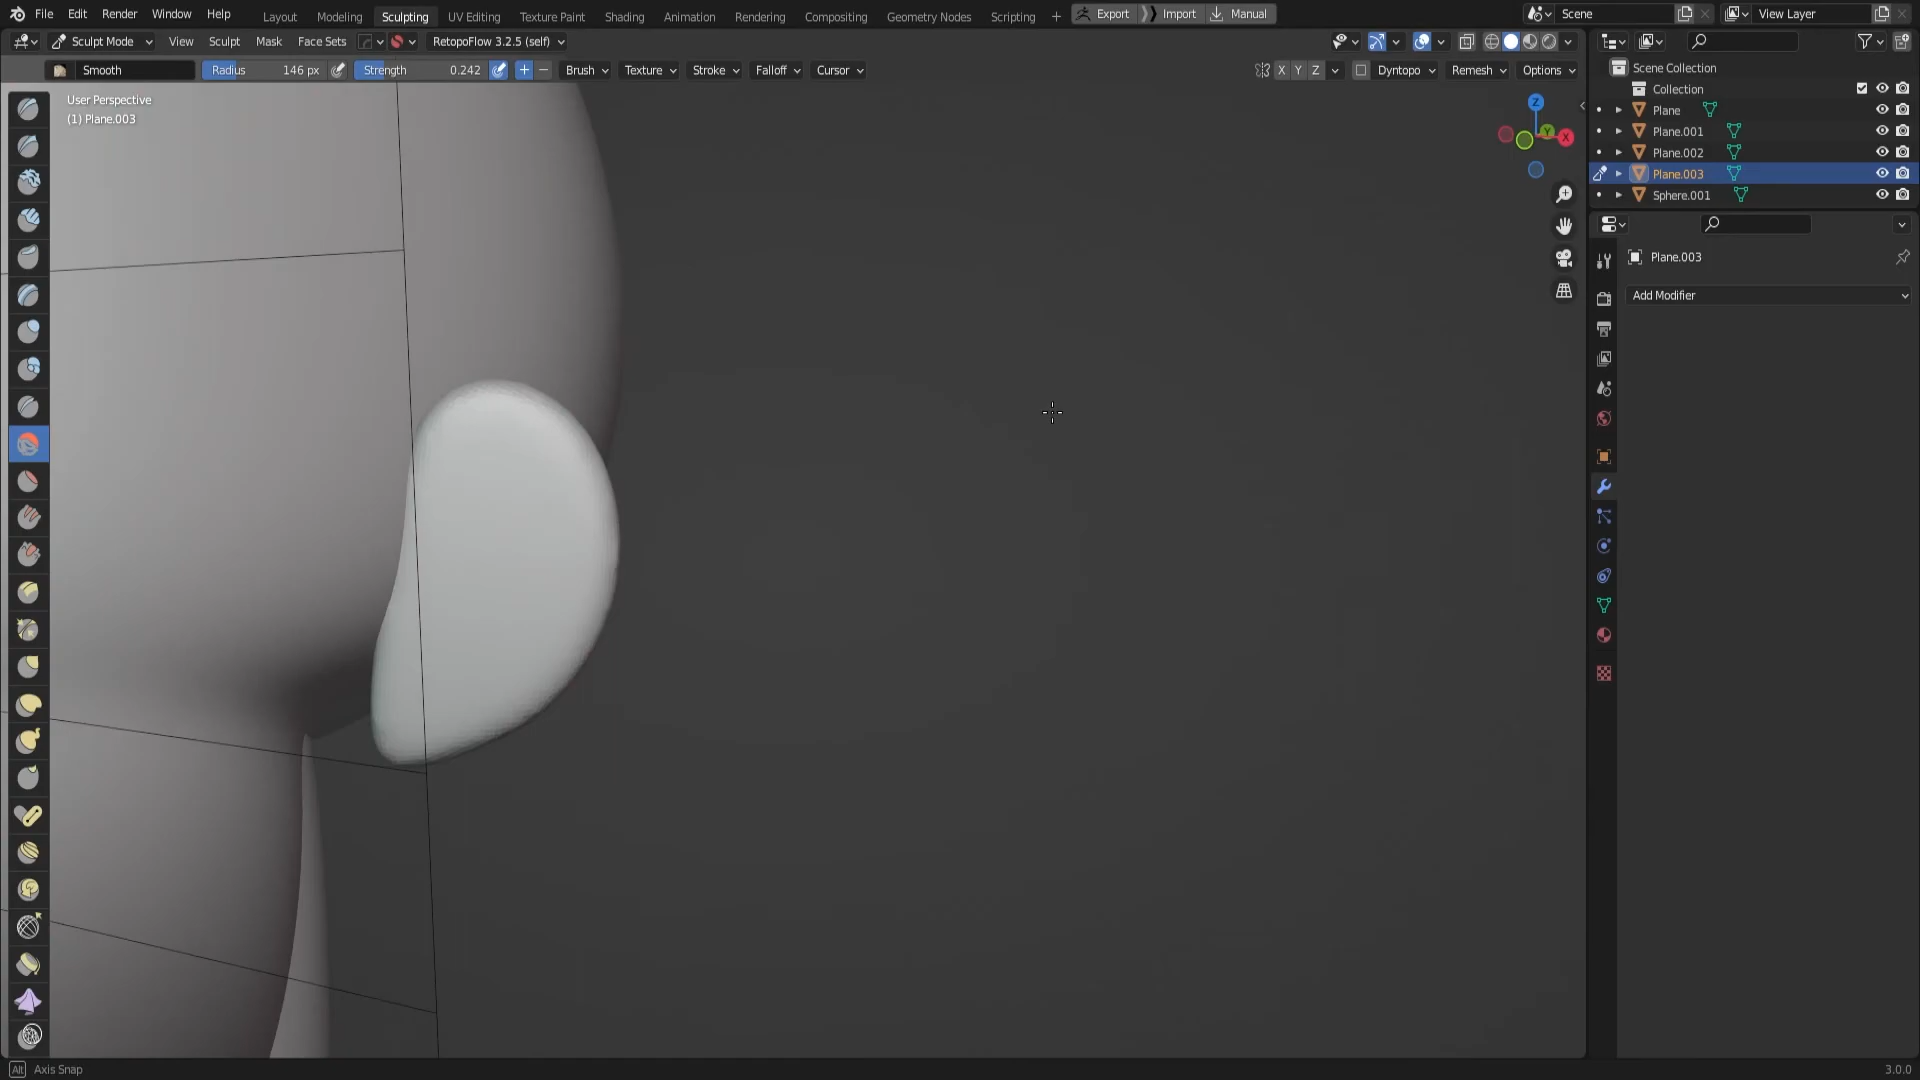 File Edit Render Window Help Layout Modeling Sculpting UV Editing Texture Paint Shading Animation Rendering Compositing Geometry Nodes Scripting + Export Import Manual Scene View Layer
Sculpt Mode View Sculpt Mask Face Sets RetopoFlow 3.2.5 (self)
Smooth Radius 146 px Strength 0.242 + − Brush Texture Stroke Falloff Cursor X Y Z Dyntopo Remesh Options
User Perspective
(1) Plane.003
Z
Y
X
Scene Collection
Collection
Plane
Plane.001
Plane.002
Plane.003
Sphere.001
Plane.003
Add Modifier
Alt Axis Snap
3.0.0